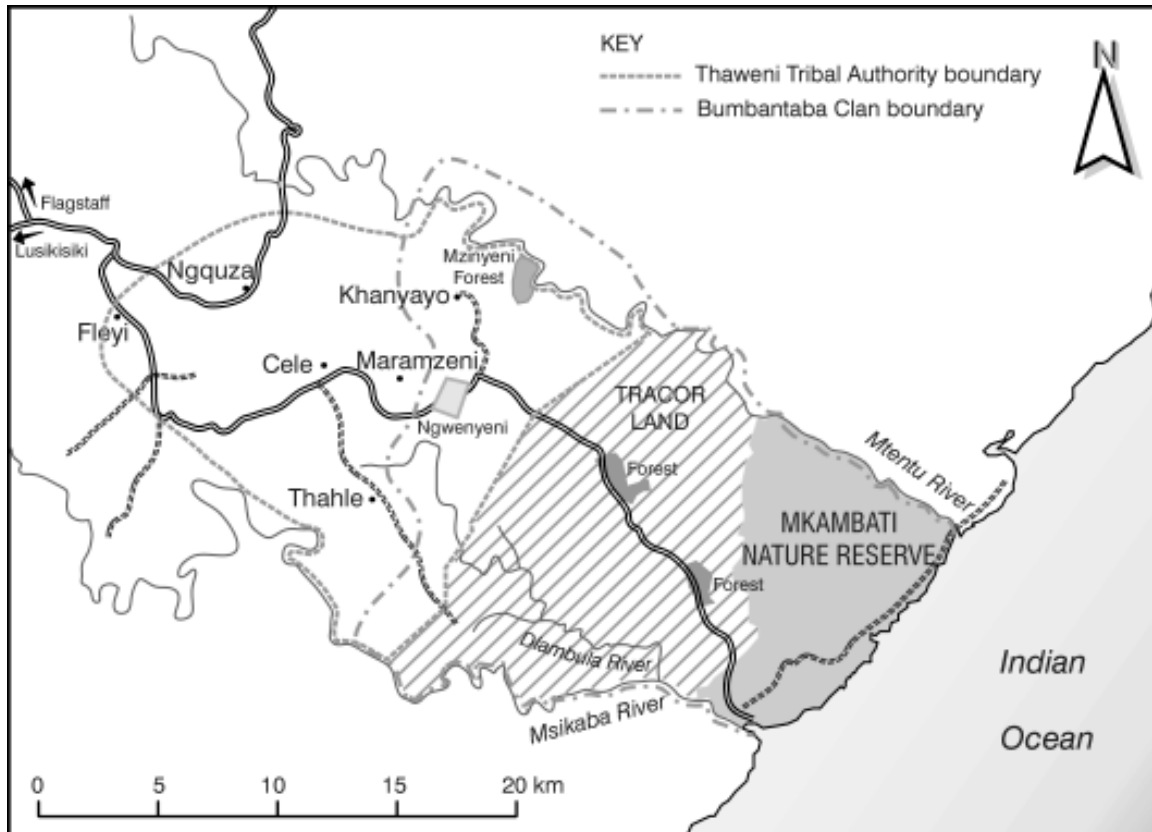 KEY
Thaweni Tribal Authority boundary
Bumbantaba Clan boundary
N
Flagstaff
Lusikisiki
Ngquza
Mzinyeni
Forest
Khanyayo
Fleyi
Cele
Maramzeni
Ngwenyeni
TRACOR
LAND
Forest
Mtentu River
Thahle
MKAMBATI
NATURE RESERVE
Forest
Dlambula River
Msikaba River
Indian
Ocean
0 5 10 15 20 km